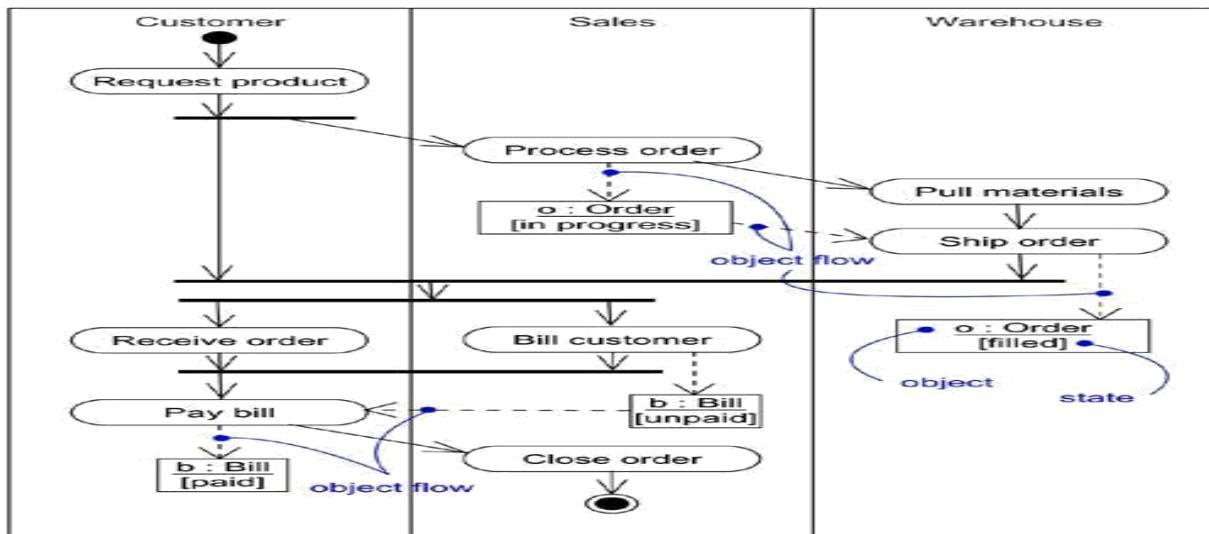 Customer
Sales
Warehouse
Request product
Process order
Pull materials
o : Order
[in progress]
Ship order
object flow
Receive order
Bill customer
o : Order
[filled]
object
state
Pay bill
b : Bill
[unpaid]
Close order
b : Bill
[paid]
object flow